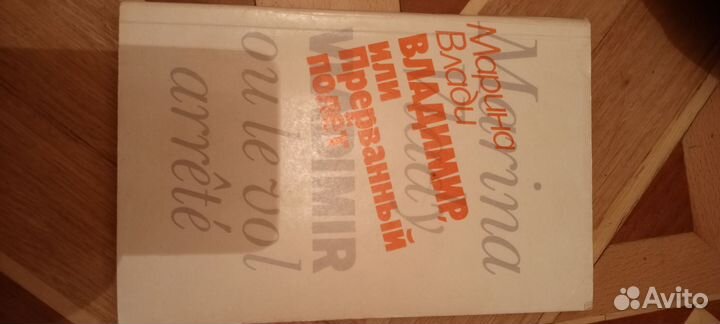 Марина
Влади
ВЛАДИМИР,
или
Прерванный
полет
Marina
Vlady
VLADIMIR
ou le vol
arrêté
Avito